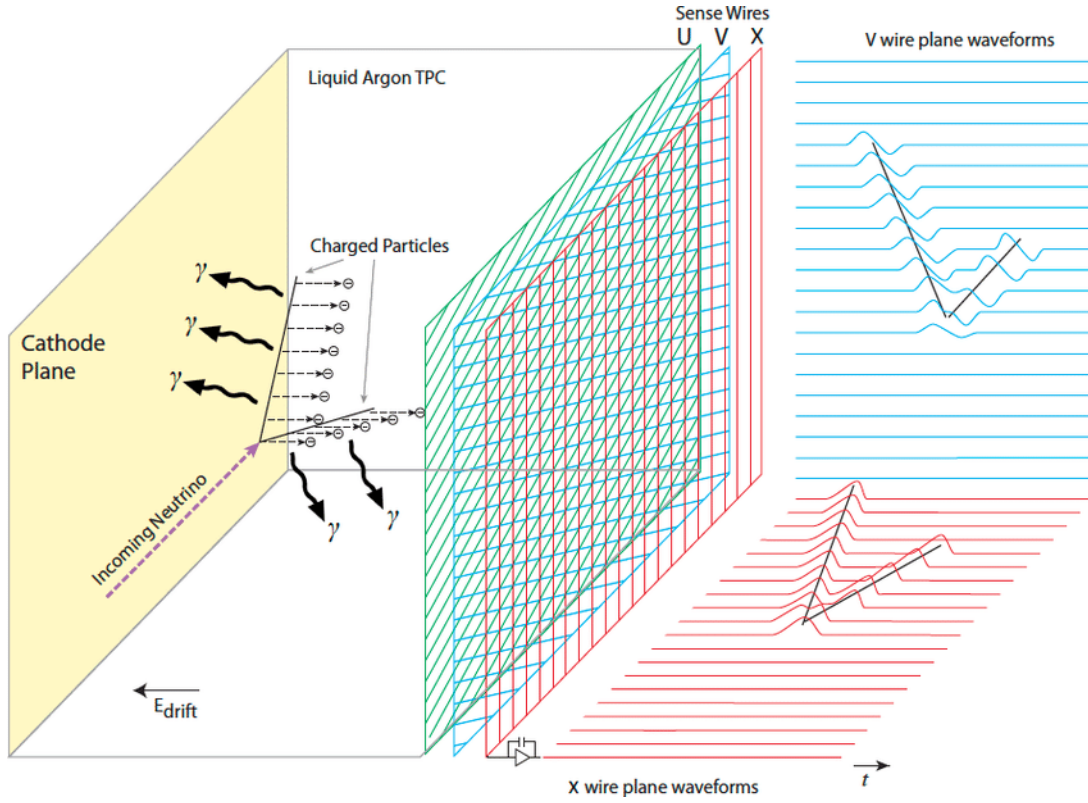 Sense Wires
U V X
V wire plane waveforms
Liquid Argon TPC
Charged Particles
γ
γ
Cathode
Plane
γ
Incoming Neutrino
γ
γ
Edrift
t
X wire plane waveforms